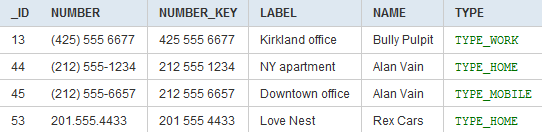 _ID NUMBER NUMBER_KEY LABEL NAME TYPE
13 (425) 555 6677 425 555 6677 Kirkland office Bully Pulpit TYPE_WORK
44 (212) 555-1234 212 555 1234 NY apartment Alan Vain TYPE_HOME
45 (212) 555-6657 212 555 6657 Downtown office Alan Vain TYPE_MOBILE
53 201.555.4433 201 555 4433 Love Nest Rex Cars TYPE_HOME